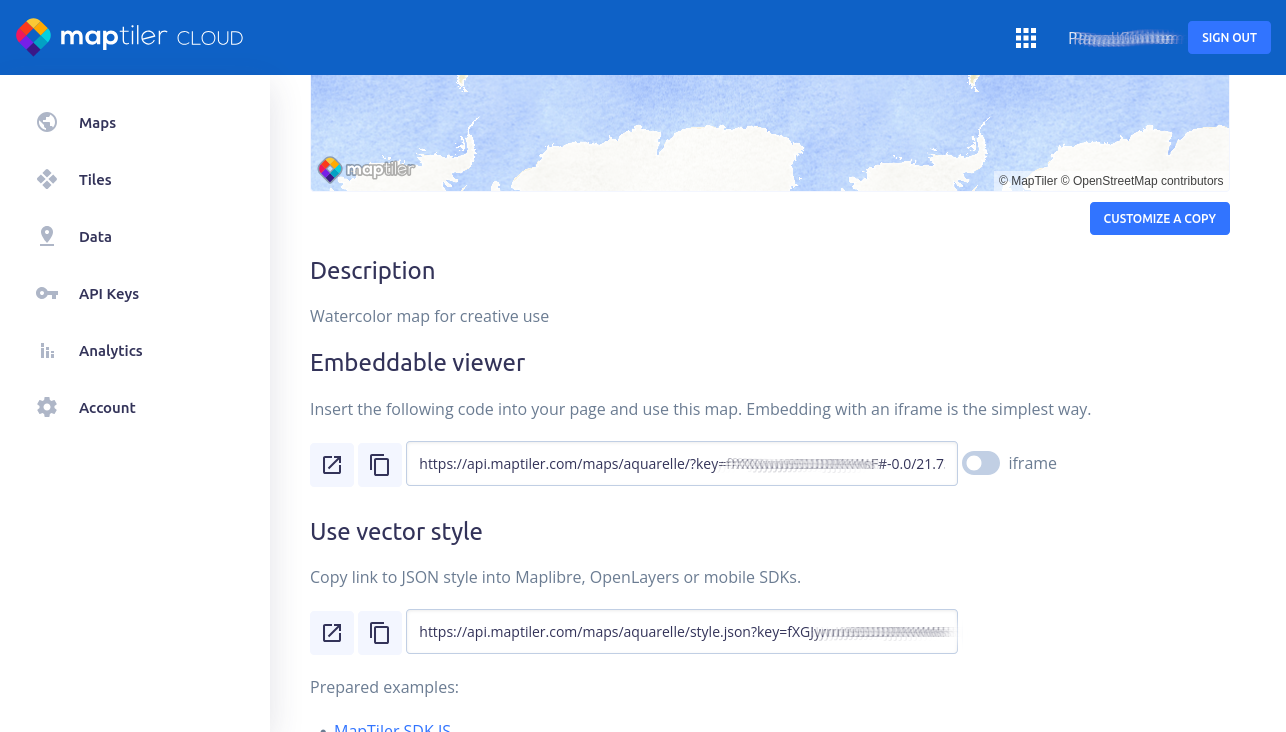 maptiler CLOUD
SIGN OUT
Maps
Tiles
Data
API Keys
Analytics
Account
maptiler
© MapTiler © OpenStreetMap contributors
CUSTOMIZE A COPY
Description
Watercolor map for creative use
Embeddable viewer
Insert the following code into your page and use this map. Embedding with an iframe is the simplest way.
https://api.maptiler.com/maps/aquarelle/?key= #-0.0/21.7
iframe
Use vector style
Copy link to JSON style into Maplibre, OpenLayers or mobile SDKs.
https://api.maptiler.com/maps/aquarelle/style.json?key=
Prepared examples:
MapTiler SDK JS